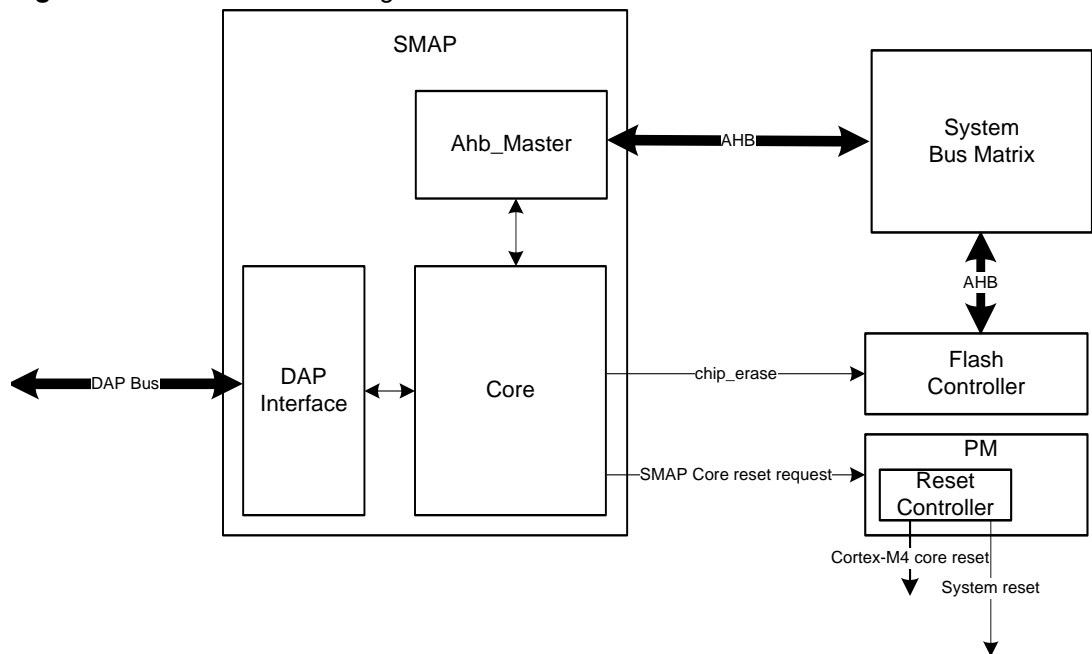 SMAP
Ahb_Master
AHB
System
Bus Matrix
AHB
DAP Bus
DAP
Interface
Core
chip_erase
Flash
Controller
SMAP Core reset request
PM
Reset
Controller
Cortex-M4 core reset
System reset